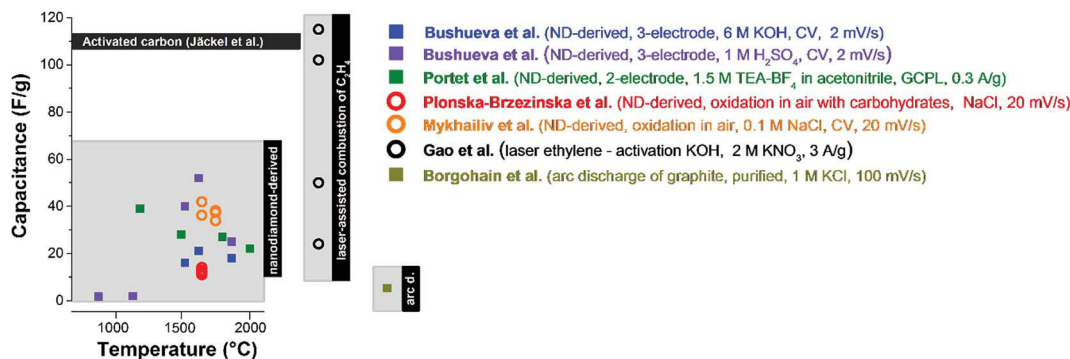 120
100
80
60
40
20
0
Capacitance (F/g)
Activated carbon (Jäckel et al.)
nanodiamond-derived
laser-assisted combustion of C₂H₄
arc d.
1000 1500 2000
Temperature (°C)
Bushueva et al. (ND-derived, 3-electrode, 6 M KOH, CV, 2 mV/s)
Bushueva et al. (ND-derived, 3-electrode, 1 M H₂SO₄, CV, 2 mV/s)
Portet et al. (ND-derived, 2-electrode, 1.5 M TEA-BF₄ in acetonitrile, GCPL, 0.3 A/g)
Plonska-Brzezinska et al. (ND-derived, oxidation in air with carbohydrates, NaCl, 20 mV/s)
Mykhailiv et al. (ND-derived, oxidation in air, 0.1 M NaCl, CV, 20 mV/s)
Gao et al. (laser ethylene - activation KOH, 2 M KNO₃, 3 A/g)
Borgohain et al. (arc discharge of graphite, purified, 1 M KCl, 100 mV/s)